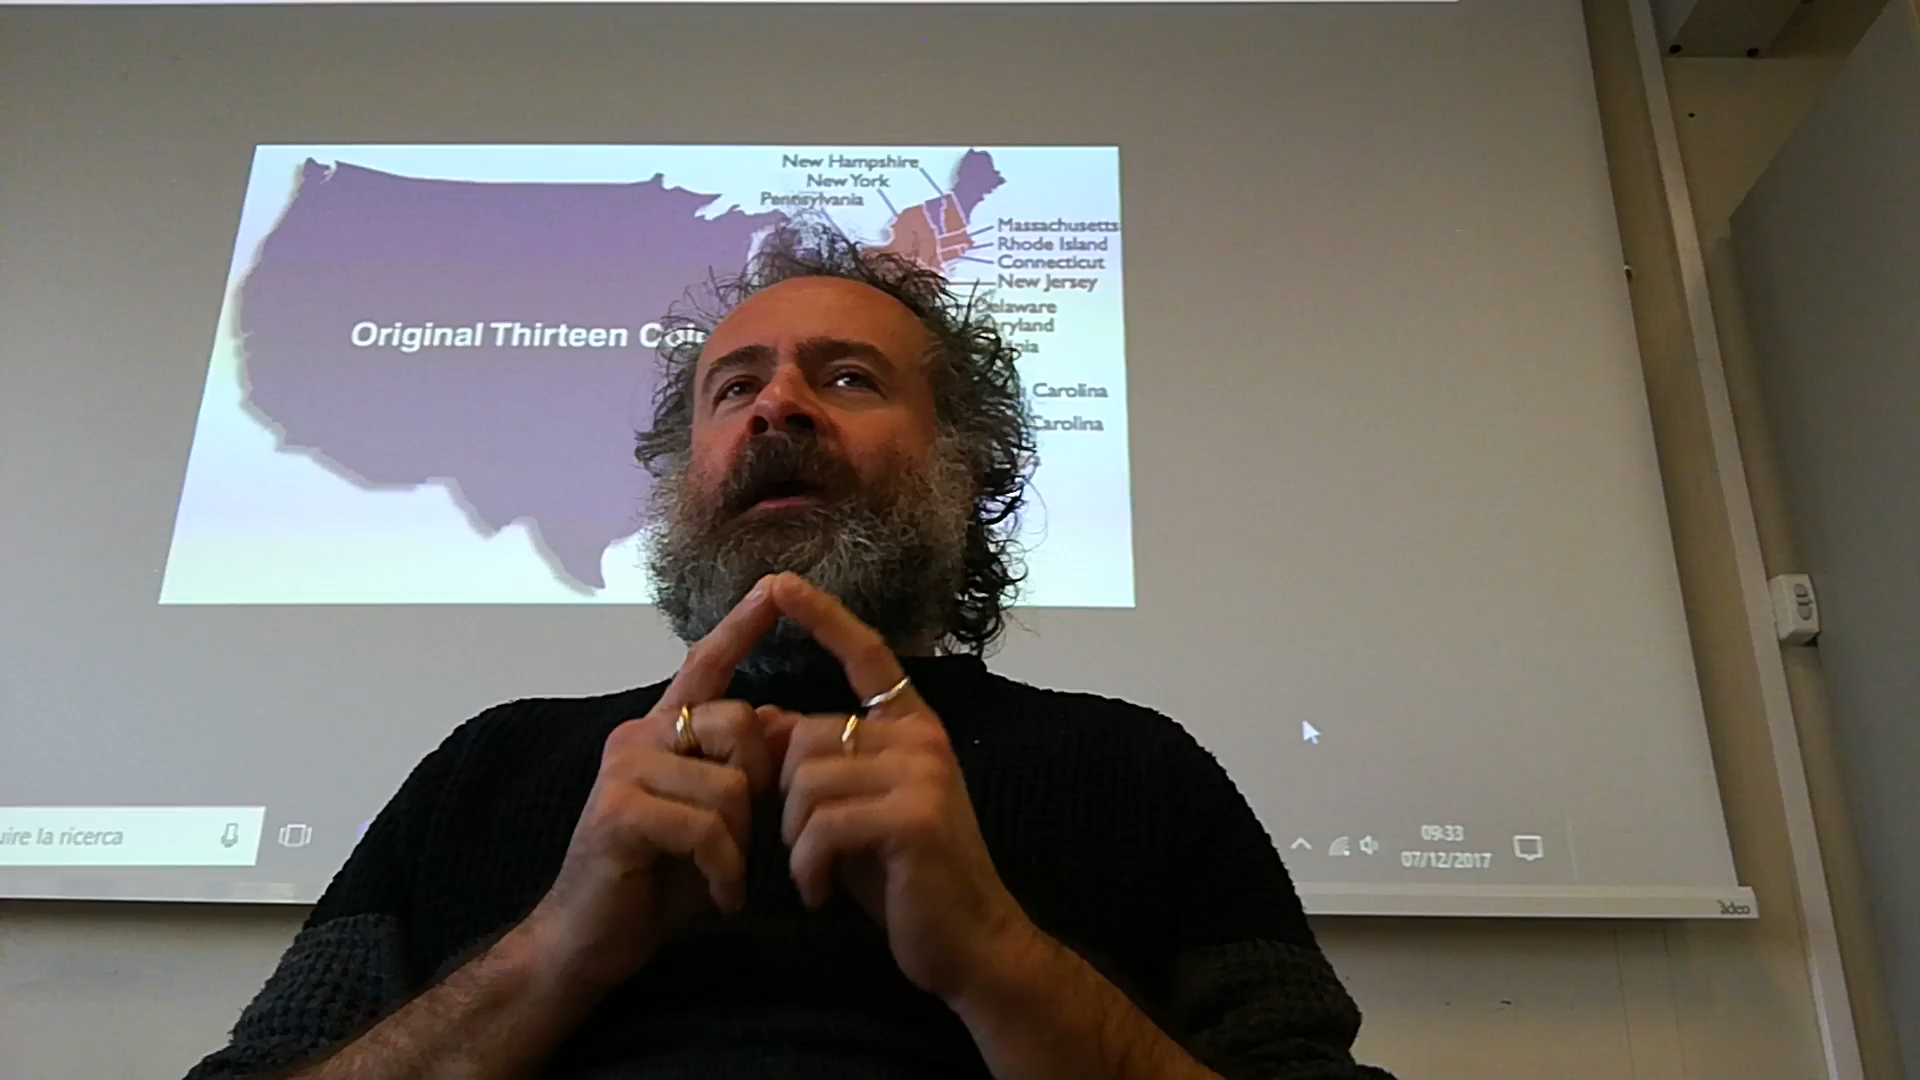 New Hampshire
New York
Pennsylvania
Massachusetts
Rhode Island
Connecticut
New Jersey
Original Thirteen
Carolina
Carolina
la ricerca
09:33
07/12/2017